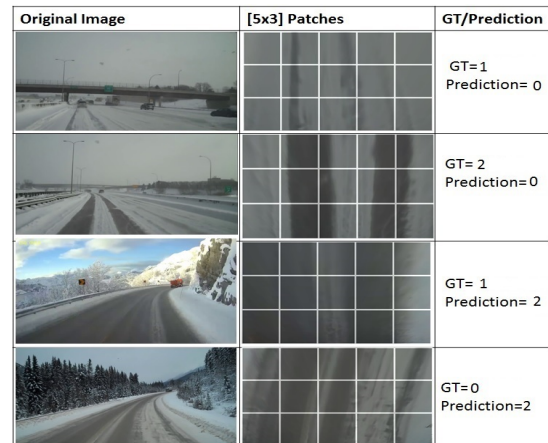 Original Image [5x3] Patches GT/Prediction
GT=1
Prediction= 0
GT= 2
Prediction=0
GT= 1
Prediction= 2
GT=0
Prediction=2